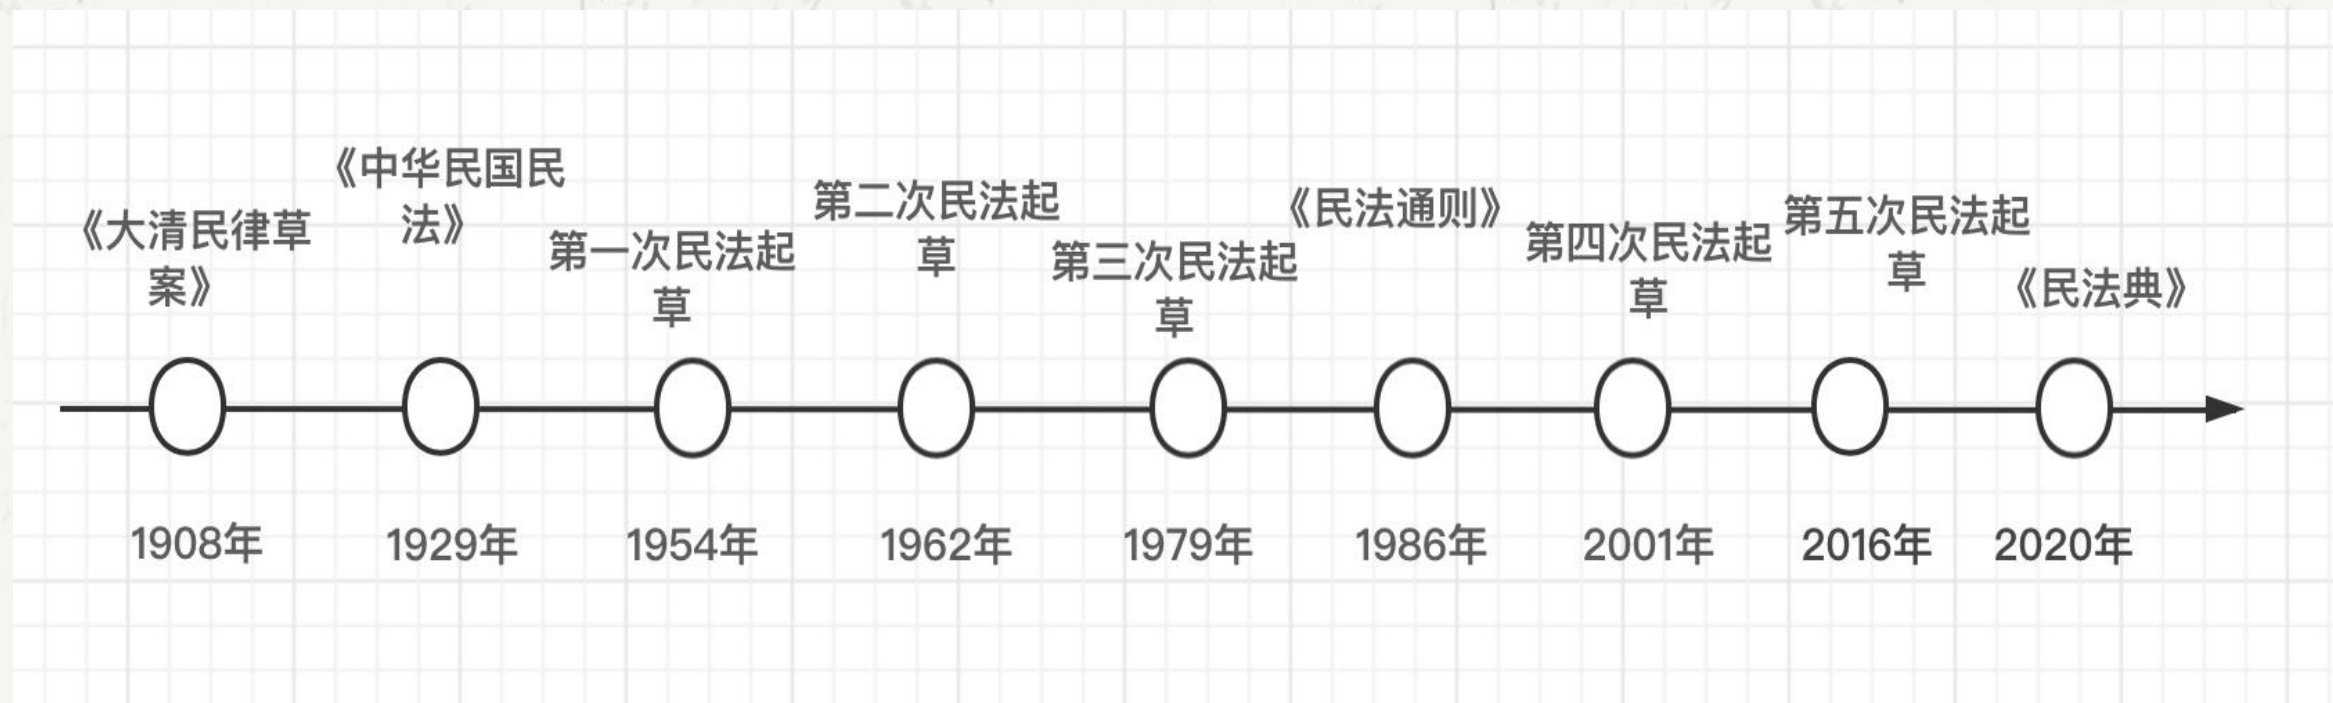 《大清民律草
案》
《中华民国民
法》
第一次民法起
草
第二次民法起
草
第三次民法起
草
《民法通则》
第四次民法起
草
第五次民法起
草
《民法典》
1908年
1929年
1954年
1962年
1979年
1986年
2001年
2016年
2020年